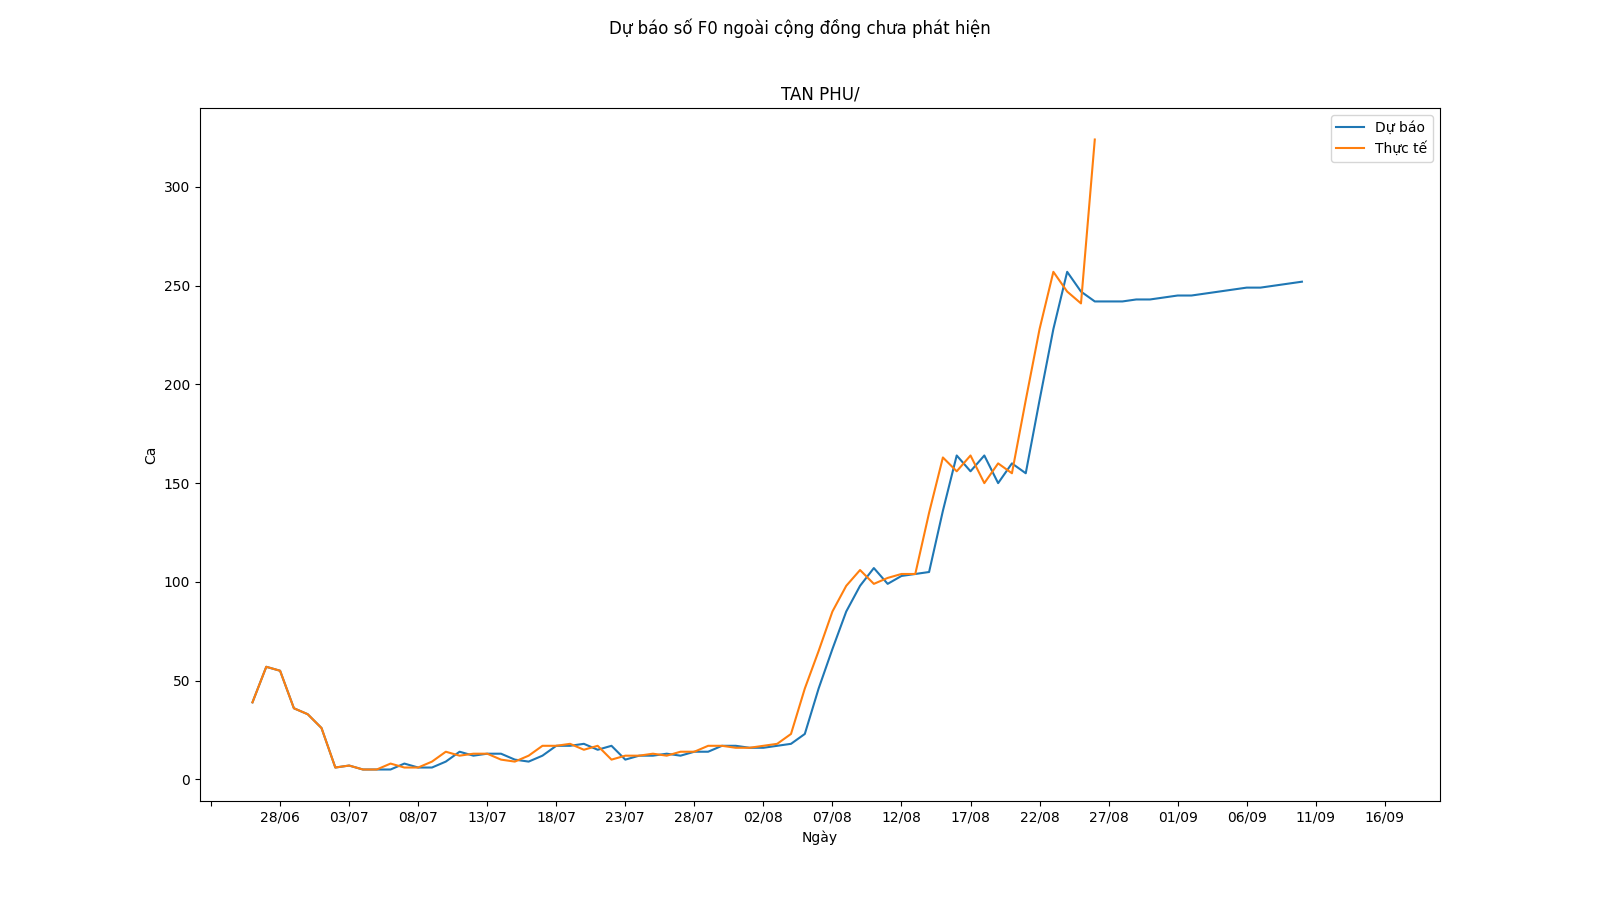 Dự báo số F0 ngoài cộng đồng chưa phát hiện
TAN PHU/
Dự báo
Thực tế
300
250
200
150
100
50
0
Ca
28/06 03/07 08/07 13/07 18/07 23/07 28/07 02/08 07/08 12/08 17/08 22/08 27/08 01/09 06/09 11/09 16/09
Ngày